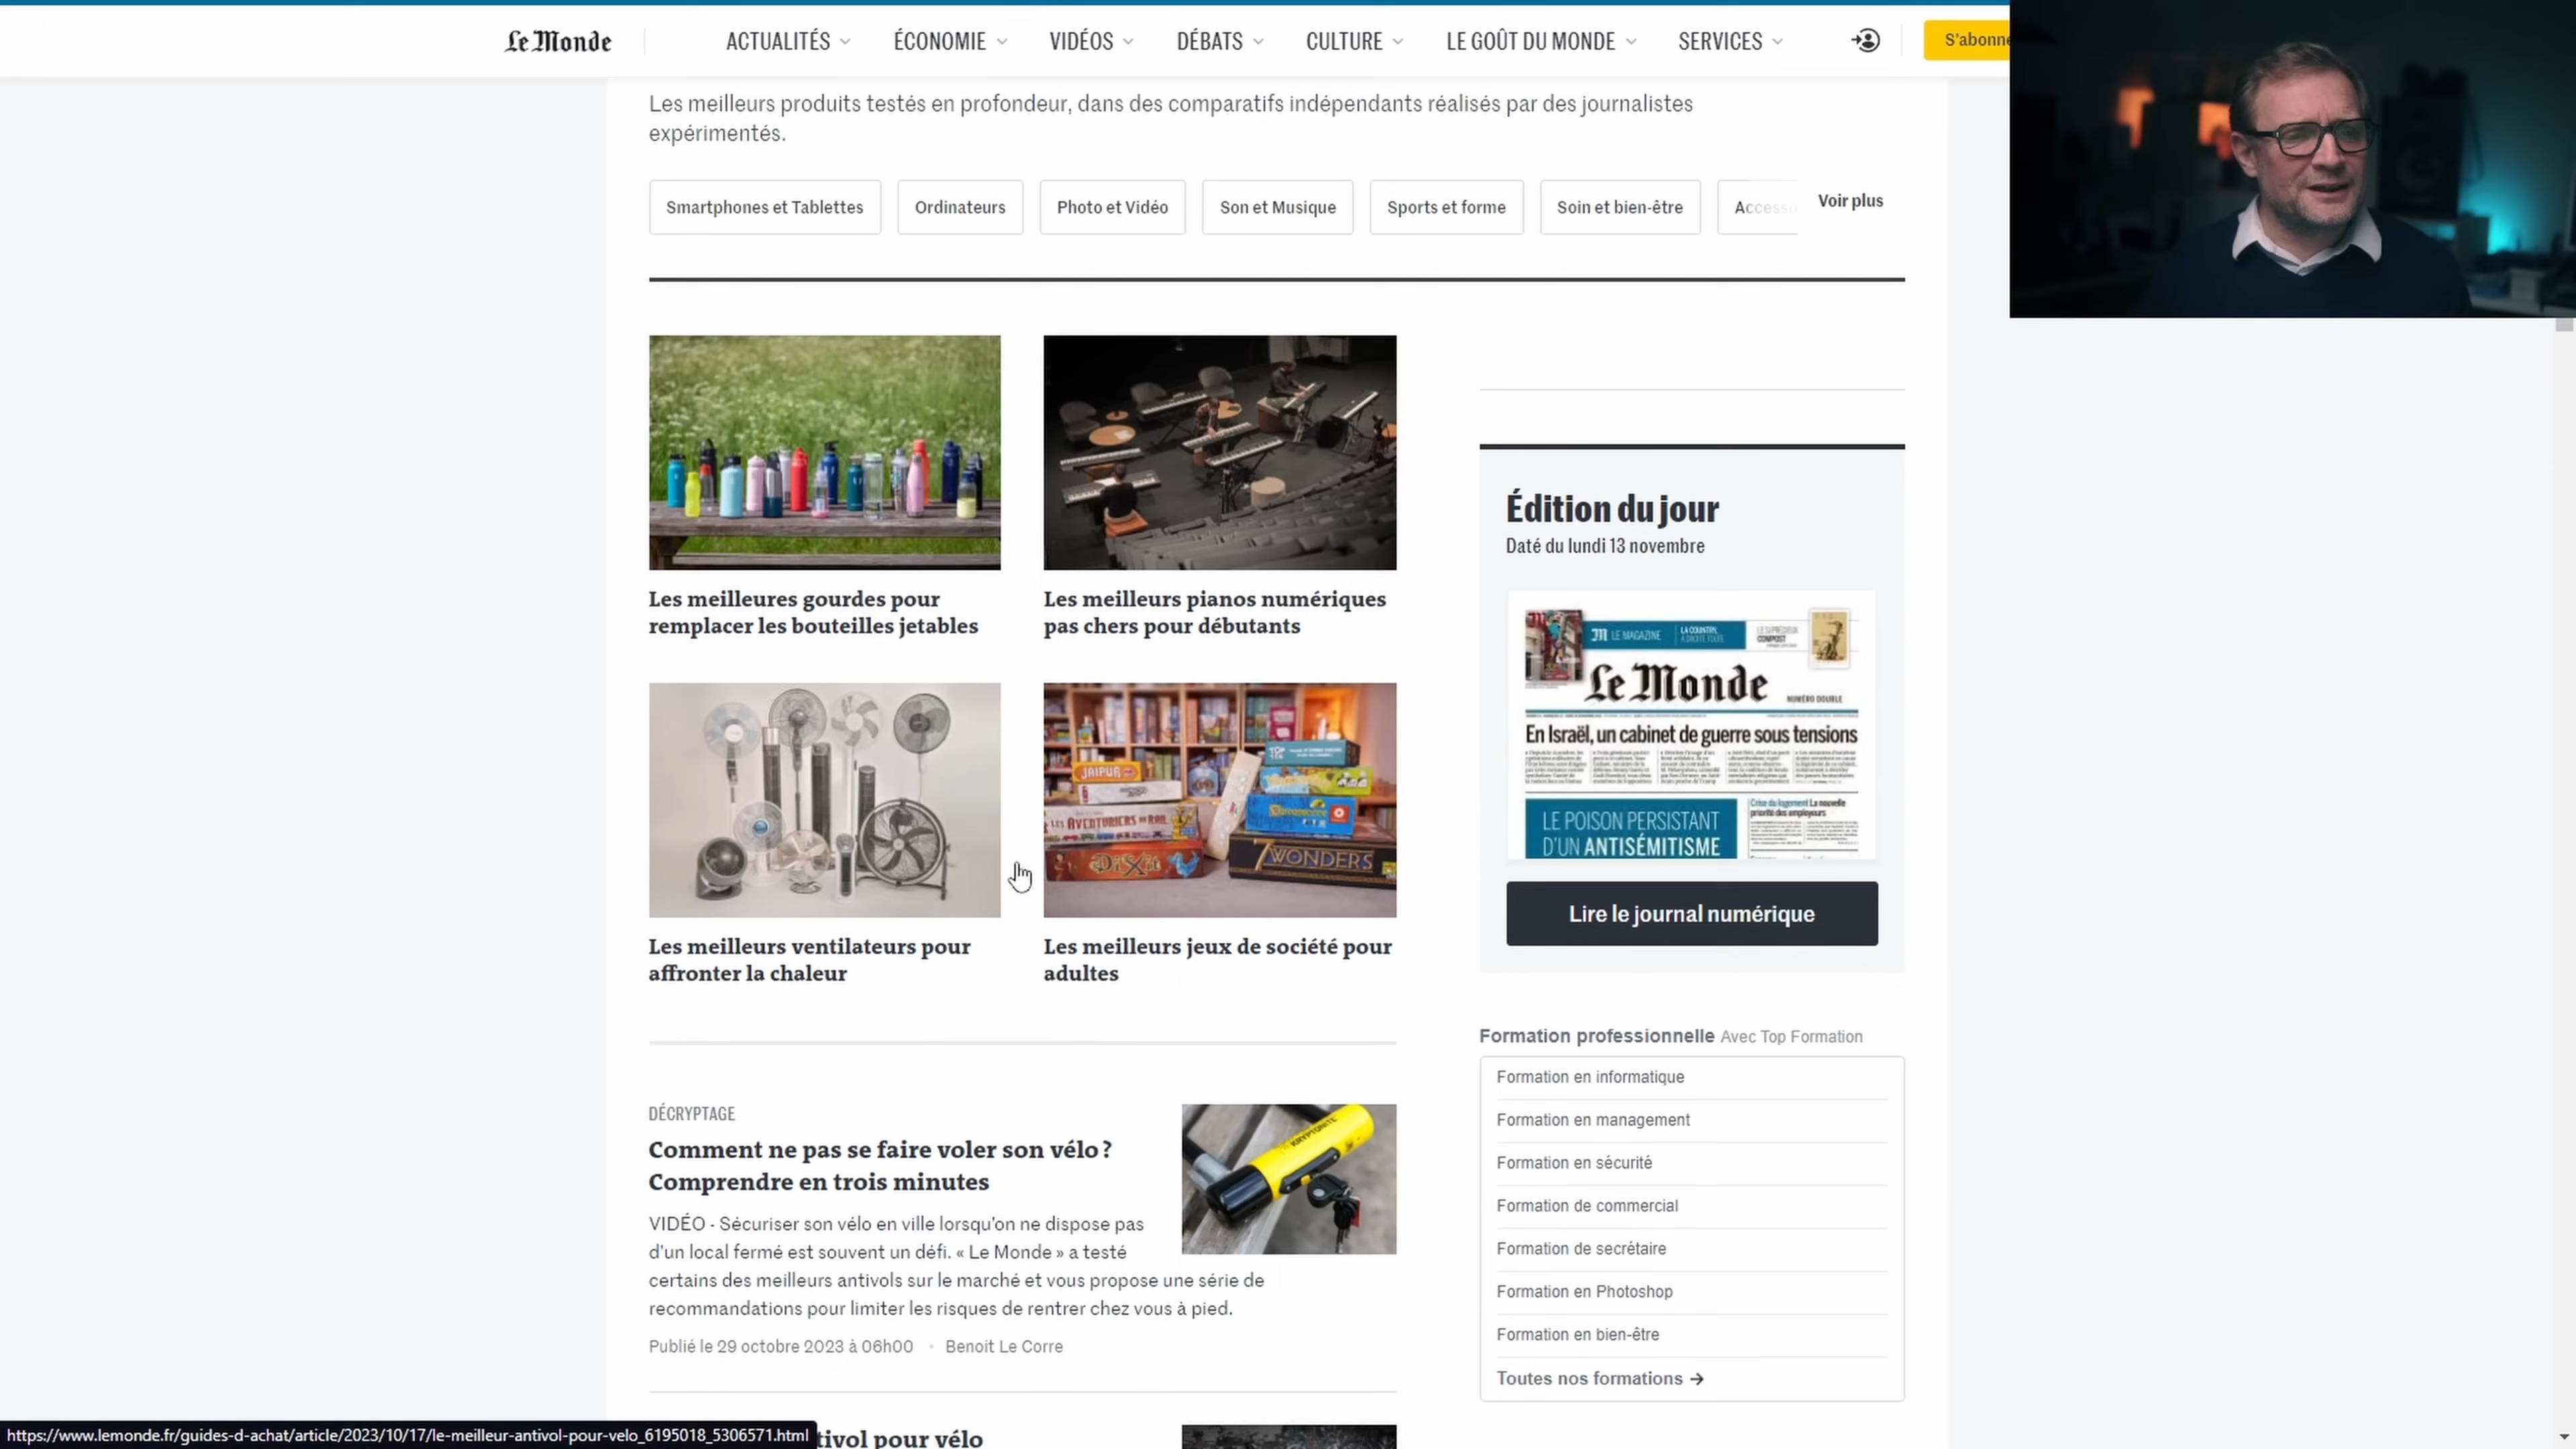 Le Monde
ACTUALITÉS
ÉCONOMIE
VIDÉOS
DÉBATS
CULTURE
LE GOÛT DU MONDE
SERVICES
Les meilleurs produits testés en profondeur, dans des comparatifs indépendants réalisés par des journalistes
expérimentés.
Smartphones et Tablettes
Ordinateurs
Photo et Vidéo
Son et Musique
Sports et forme
Soin et bien-être
Voir plus
Les meilleures gourdes pour
remplacer les bouteilles jetables
Les meilleurs pianos numériques
pas chers pour débutants
JAIPUR
LES AVENTURIERS DU RAIL
DiXit
7 WONDERS
Les meilleurs ventilateurs pour
affronter la chaleur
Les meilleurs jeux de société pour
adultes
Édition du jour
Daté du lundi 13 novembre
LE MAGAZINE
Le Monde
NUMÉRO DOUBLE
En Israël, un cabinet de guerre sous tensions
LE POISON PERSISTANT
D'UN ANTISÉMITISME
Crise du logement La nouvelle
priorité des employeurs
Lire le journal numérique
DÉCRYPTAGE
Comment ne pas se faire voler son vélo ?
Comprendre en trois minutes
VIDÉO - Sécuriser son vélo en ville lorsqu'on ne dispose pas
d'un local fermé est souvent un défi. « Le Monde » a testé
certains des meilleurs antivols sur le marché et vous propose une série de
recommandations pour limiter les risques de rentrer chez vous à pied.
Publié le 29 octobre 2023 à 06h00 • Benoit Le Corre
KRYPTONITE
Formation professionnelle Avec Top Formation
Formation en informatique
Formation en management
Formation en sécurité
Formation de commercial
Formation de secrétaire
Formation en Photoshop
Formation en bien-être
Toutes nos formations →
pour vélo
https://www.lemonde.fr/guides-d-achat/article/2023/10/17/le-meilleur-antivol-pour-velo_6195018_5306571.html